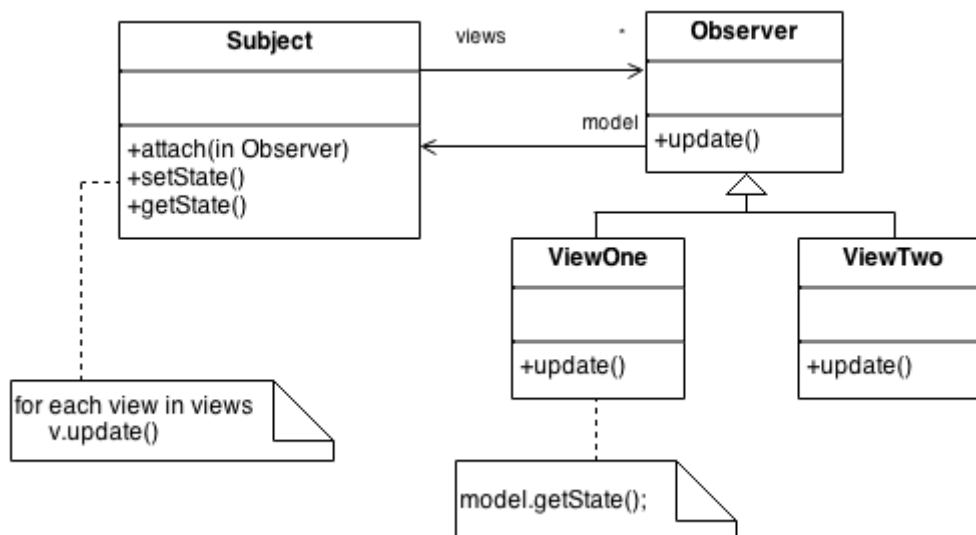 Subject
views
*
Observer
model
+update()
+attach(in Observer)
+setState()
+getState()
ViewOne
ViewTwo
+update()
+update()
for each view in views
v.update()
model.getState();